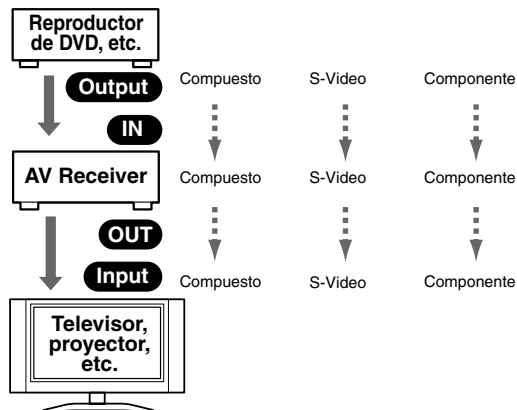 Reproductor
de DVD, etc.
Output
Compuesto S-Video Componente
IN
AV Receiver
Compuesto S-Video Componente
OUT
Input
Compuesto S-Video Componente
Televisor,
proyector,
etc.